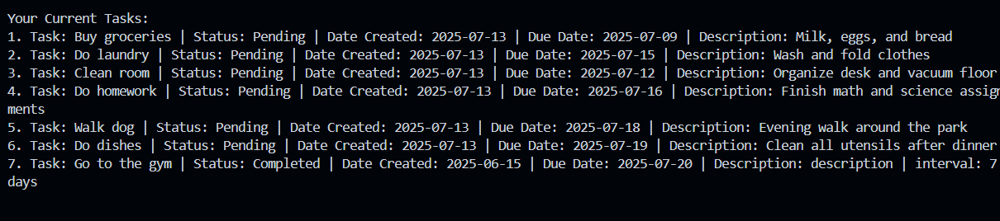 Your Current Tasks:
1. Task: Buy groceries | Status: Pending | Date Created: 2025-07-13 | Due Date: 2025-07-09 | Description: Milk, eggs, and bread
2. Task: Do laundry | Status: Pending | Date Created: 2025-07-13 | Due Date: 2025-07-15 | Description: Wash and fold clothes
3. Task: Clean room | Status: Pending | Date Created: 2025-07-13 | Due Date: 2025-07-12 | Description: Organize desk and vacuum floor
4. Task: Do homework | Status: Pending | Date Created: 2025-07-13 | Due Date: 2025-07-16 | Description: Finish math and science assign
ments
5. Task: Walk dog | Status: Pending | Date Created: 2025-07-13 | Due Date: 2025-07-18 | Description: Evening walk around the park
6. Task: Do dishes | Status: Pending | Date Created: 2025-07-13 | Due Date: 2025-07-19 | Description: Clean all utensils after dinner
7. Task: Go to the gym | Status: Completed | Date Created: 2025-06-15 | Due Date: 2025-07-20 | Description: description | interval: 7
days